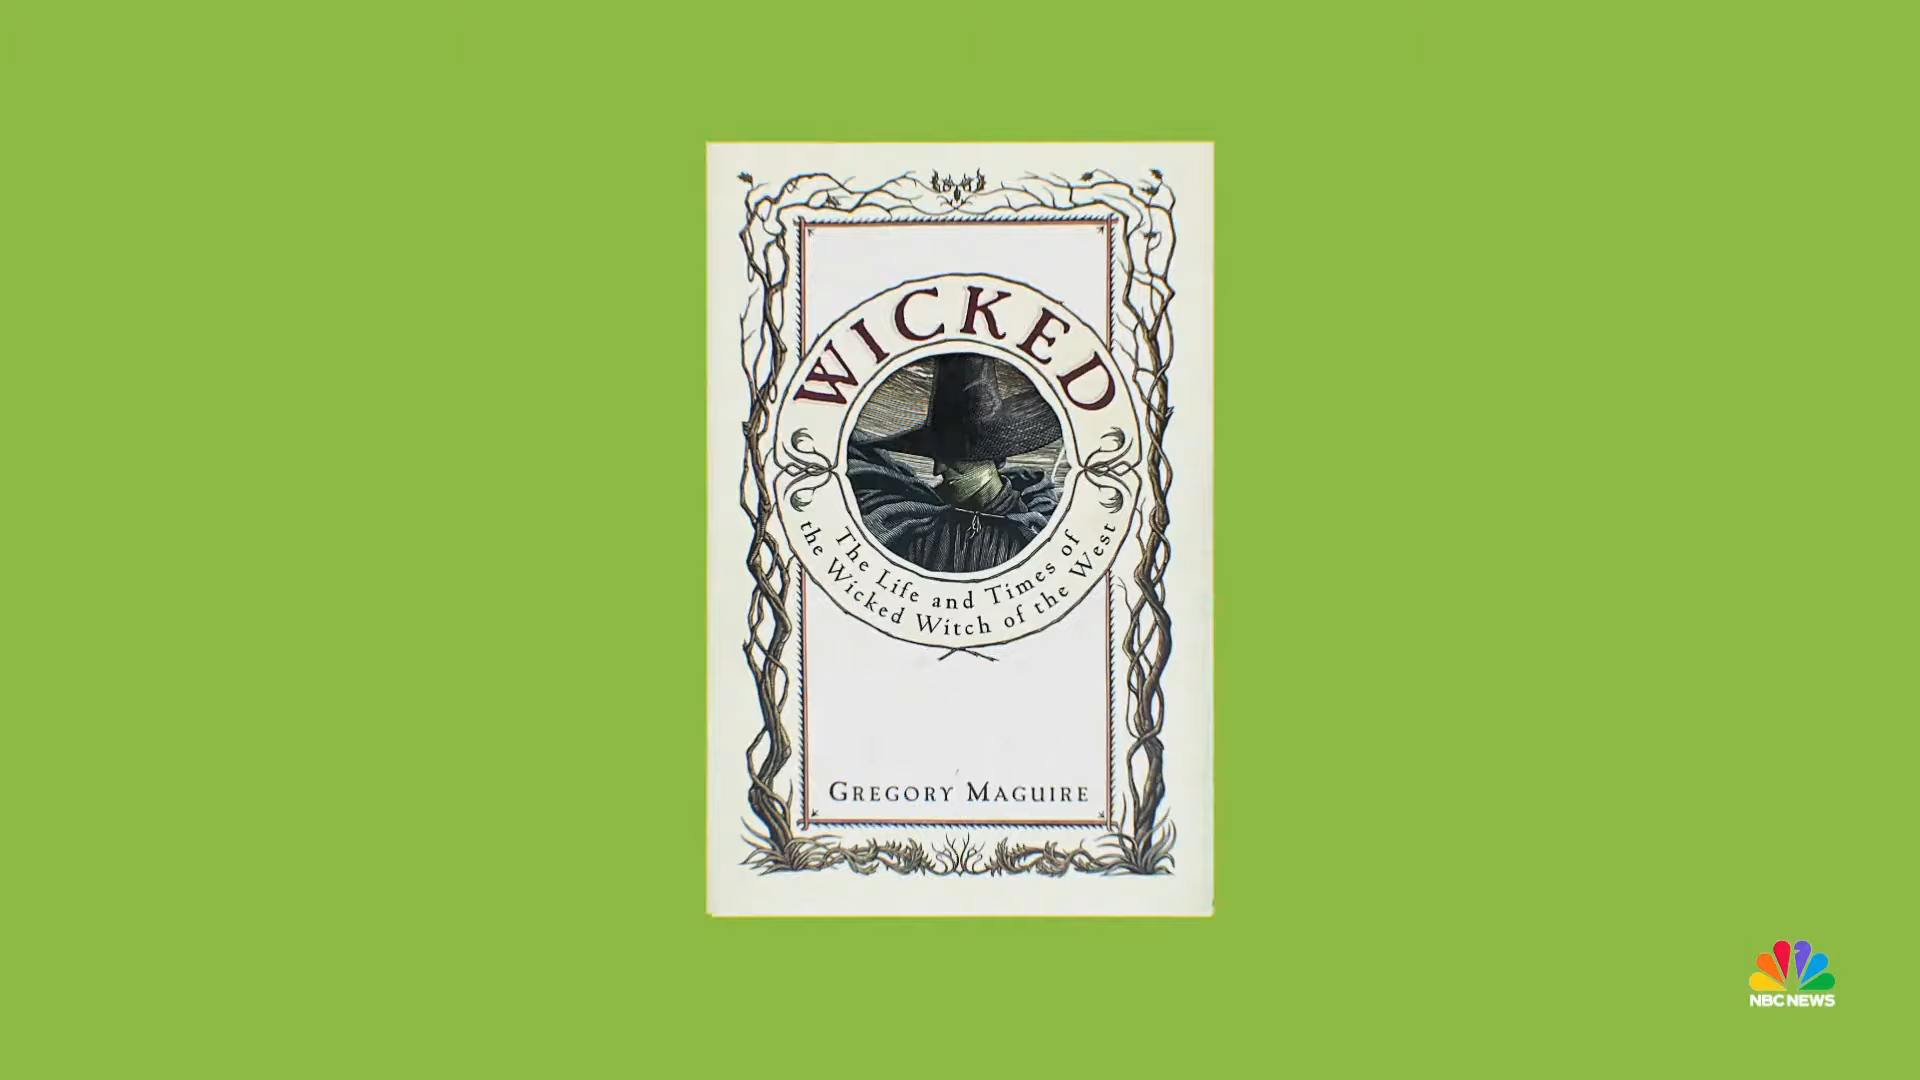 WICKED
The Life and Times of
the Wicked Witch of the West
GREGORY MAGUIRE
NBC NEWS